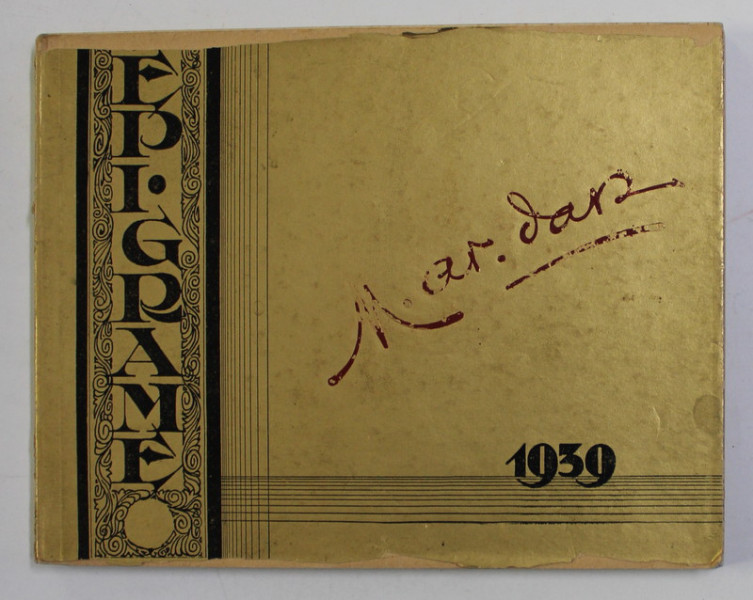 EPIGRAME
M. ar. dan
1939